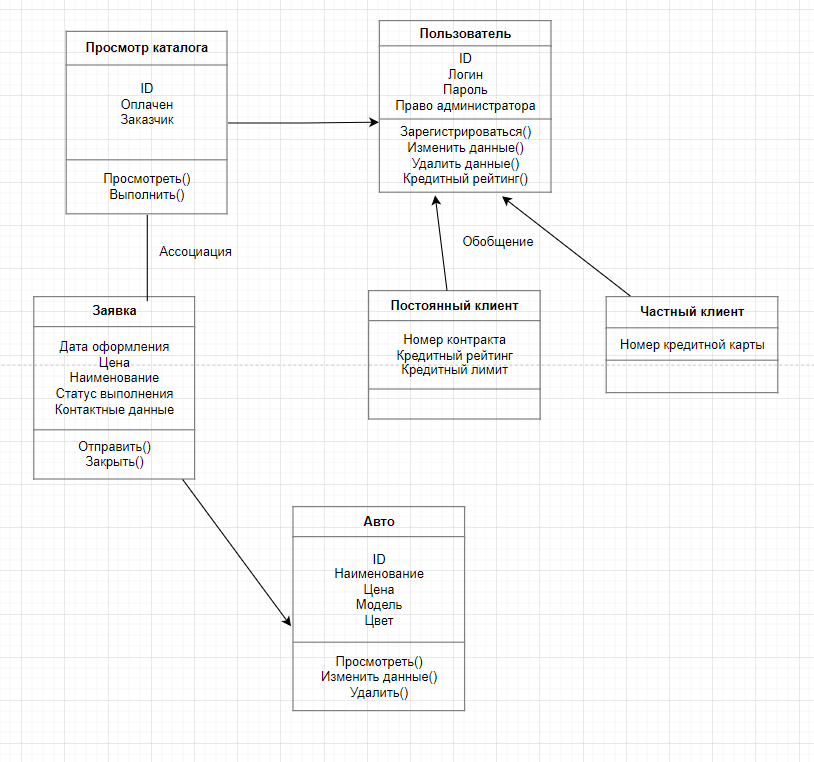 Просмотр каталога
ID
Оплачен
Заказчик
Просмотреть()
Выполнить()
Пользователь
ID
Логин
Пароль
Право администратора
Зарегистрироваться()
Изменить данные()
Удалить данные()
Кредитный рейтинг()
Ассоциация
Обобщение
Заявка
Дата оформления
Цена
Наименование
Статус выполнения
Контактные данные
Отправить()
Закрыть()
Постоянный клиент
Номер контракта
Кредитный рейтинг
Кредитный лимит
Частный клиент
Номер кредитной карты
Авто
ID
Наименование
Цена
Модель
Цвет
Просмотреть()
Изменить данные()
Удалить()